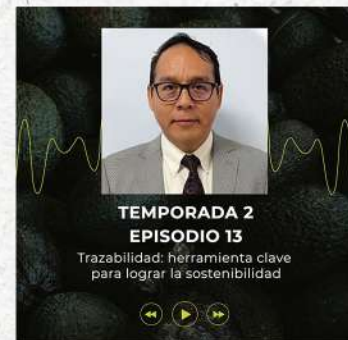 TEMPORADA 2
EPISODIO 13
Trazabilidad: herramienta clave
para lograr la sostenibilidad